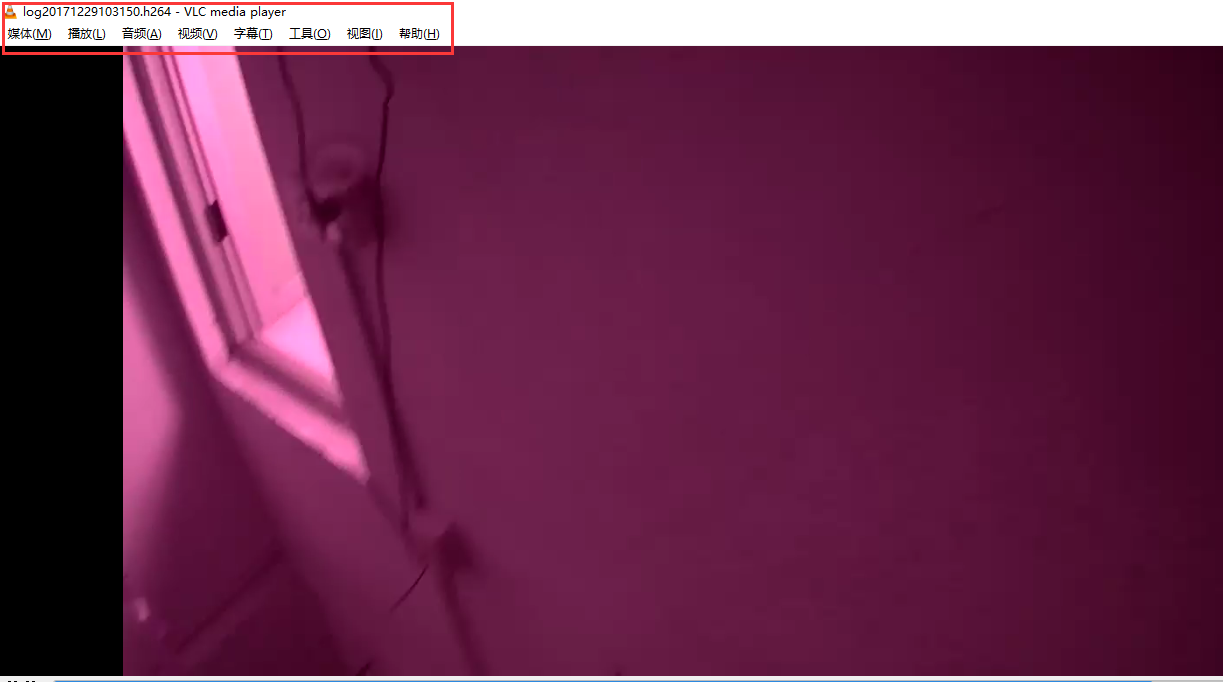 log20171229103150.h264 - VLC media player
媒体(M) 播放(L) 音频(A) 视频(V) 字幕(T) 工具(O) 视图(I) 帮助(H)